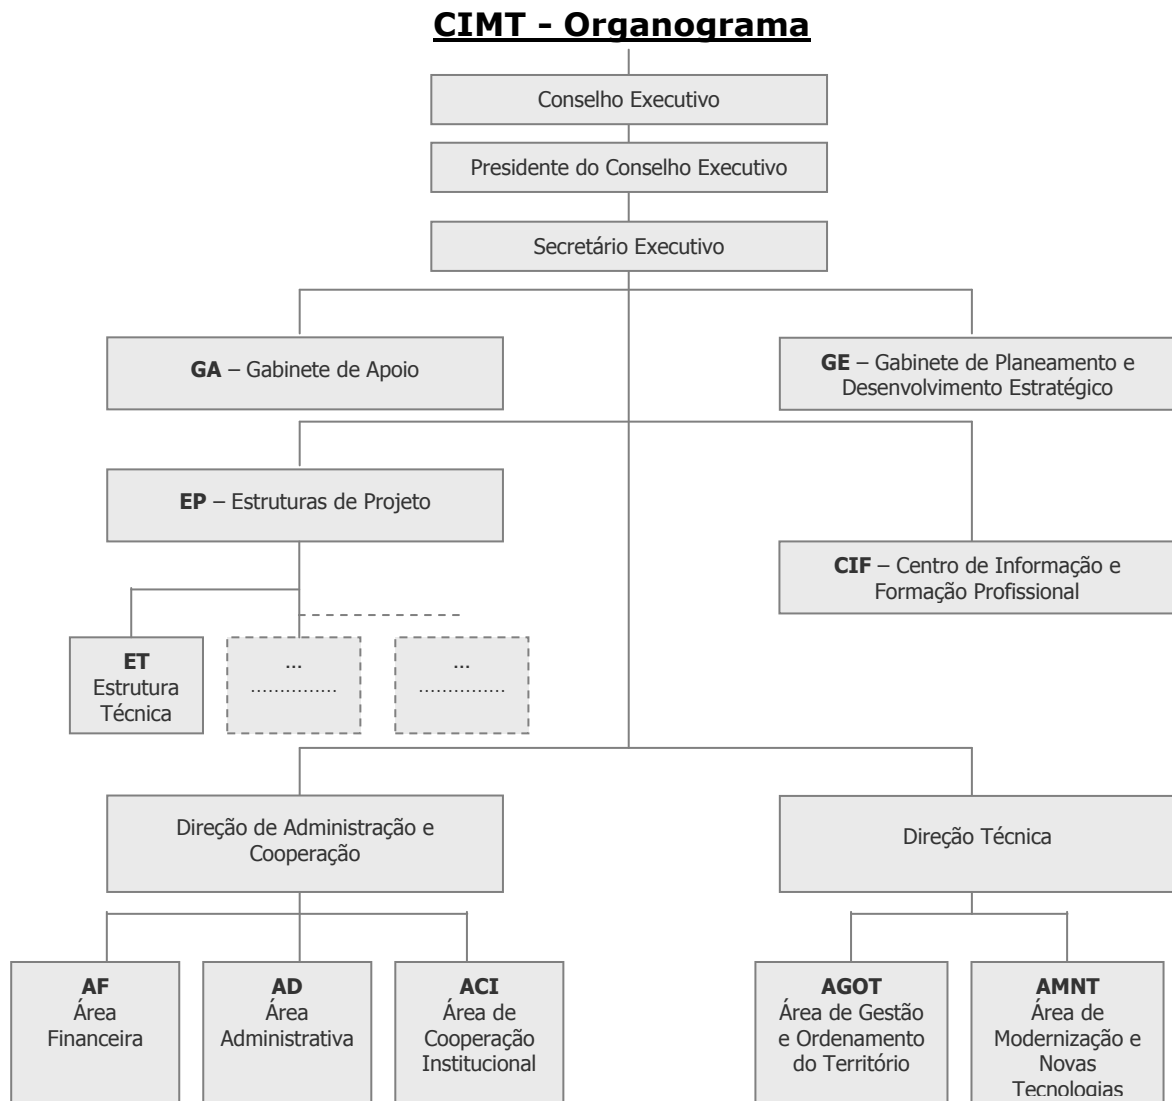 CIMT - Organograma
Conselho Executivo
Presidente do Conselho Executivo
Secretário Executivo
GA – Gabinete de Apoio
GE – Gabinete de Planeamento e
Desenvolvimento Estratégico
EP – Estruturas de Projeto
CIF – Centro de Informação e
Formação Profissional
ET
Estrutura
Técnica
...
...............
...
...............
Direção de Administração e
Cooperação
Direção Técnica
AF
Área
Financeira
AD
Área
Administrativa
ACI
Área de
Cooperação
Institucional
AGOT
Área de Gestão
e Ordenamento
do Território
AMNT
Área de
Modernização e
Novas
Tecnologias